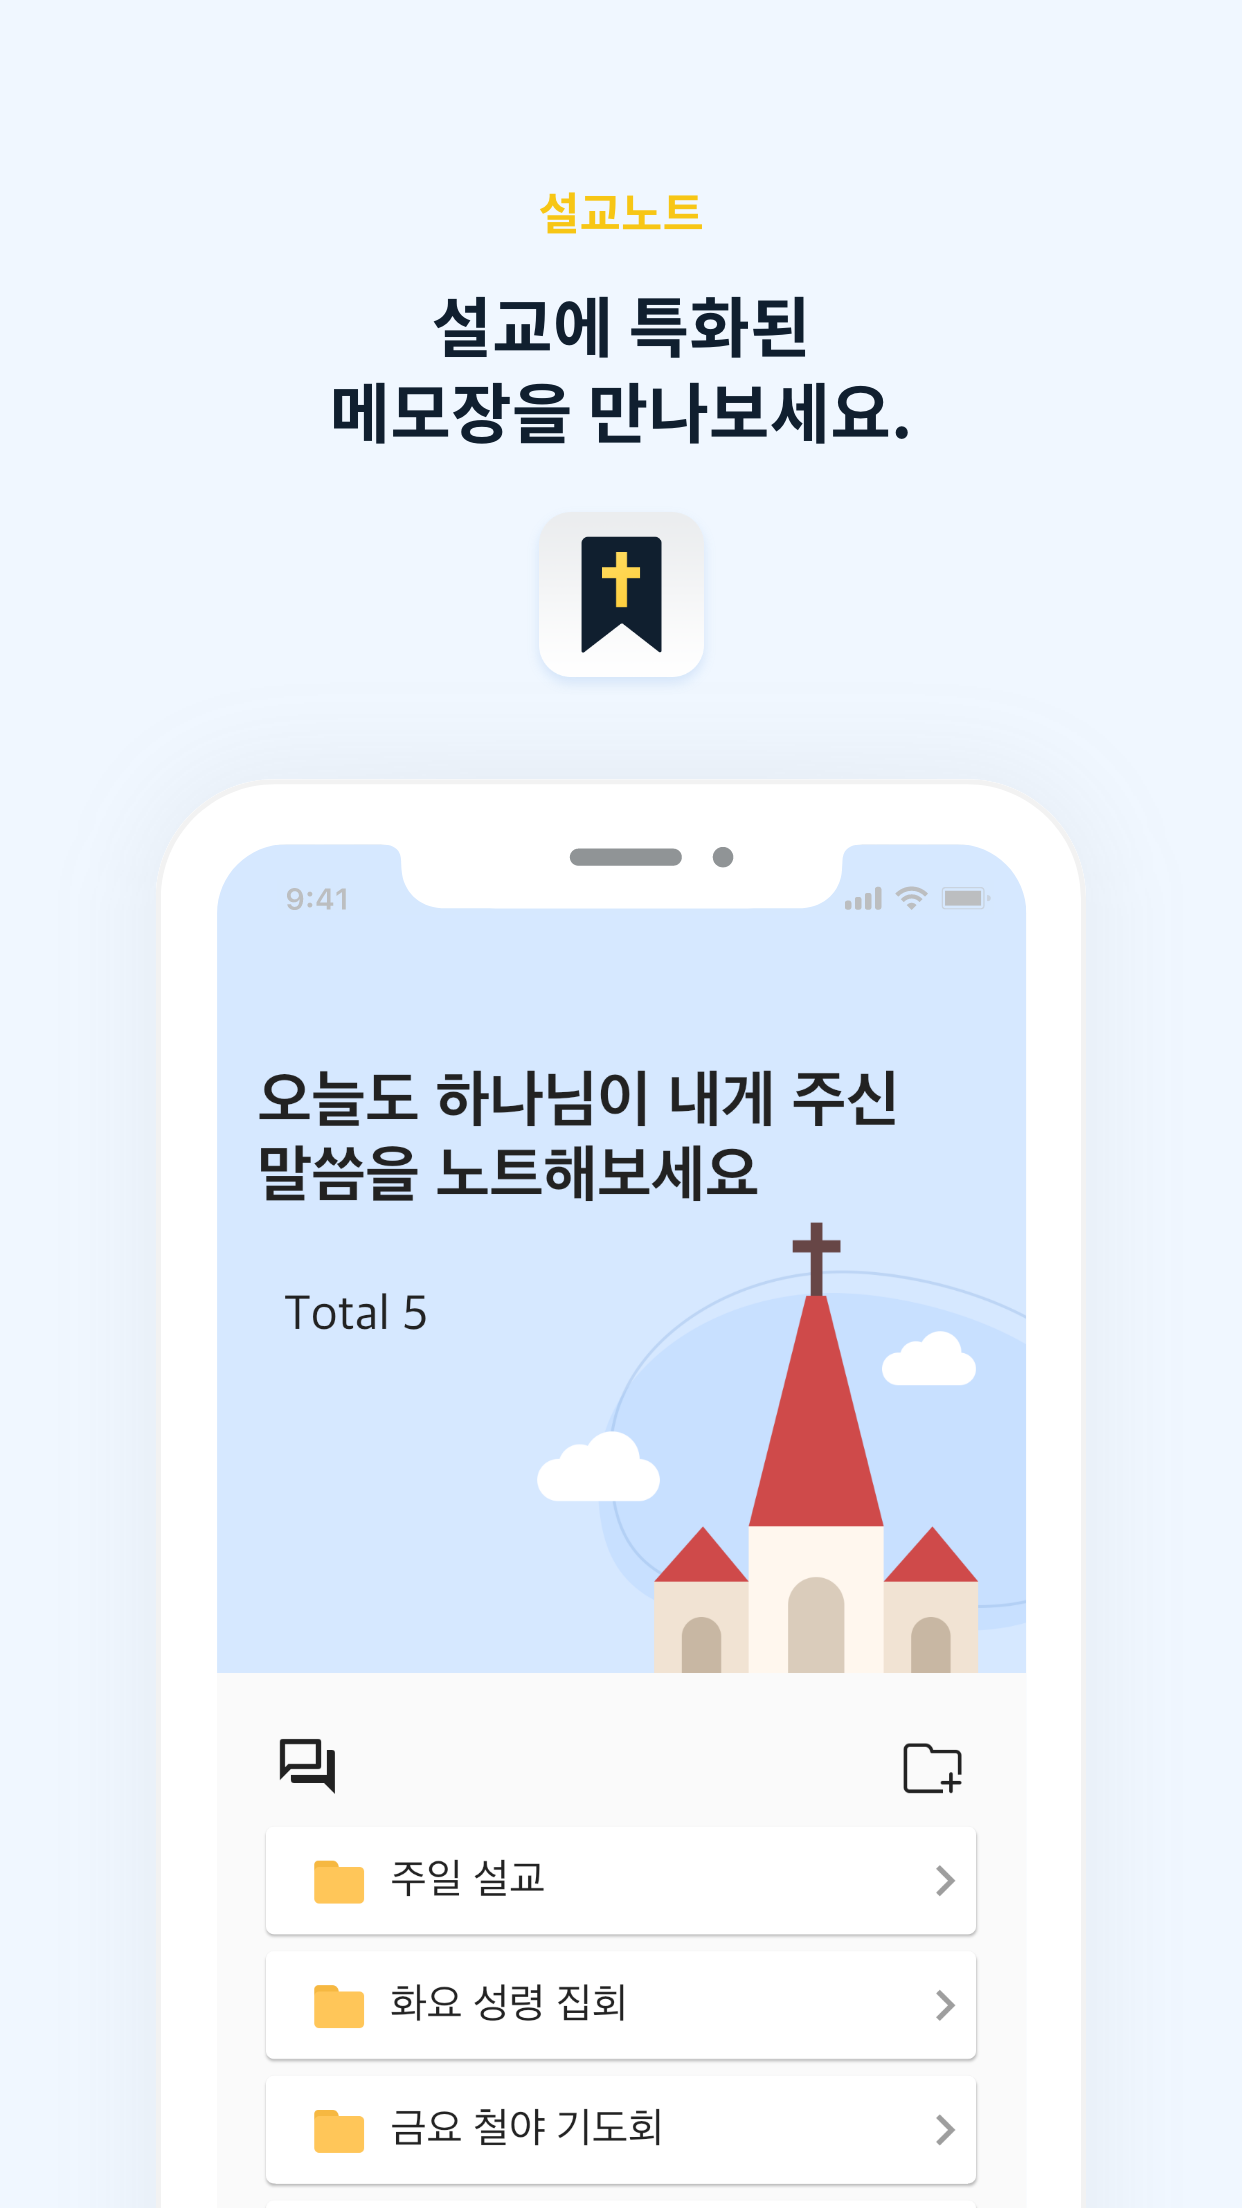 설교노트
설교에 특화된
메모장을 만나보세요.
9:41
오늘도 하나님이 내게 주신
말씀을 노트해보세요
Total 5
주일 설교
화요 성령 집회
금요 철야 기도회